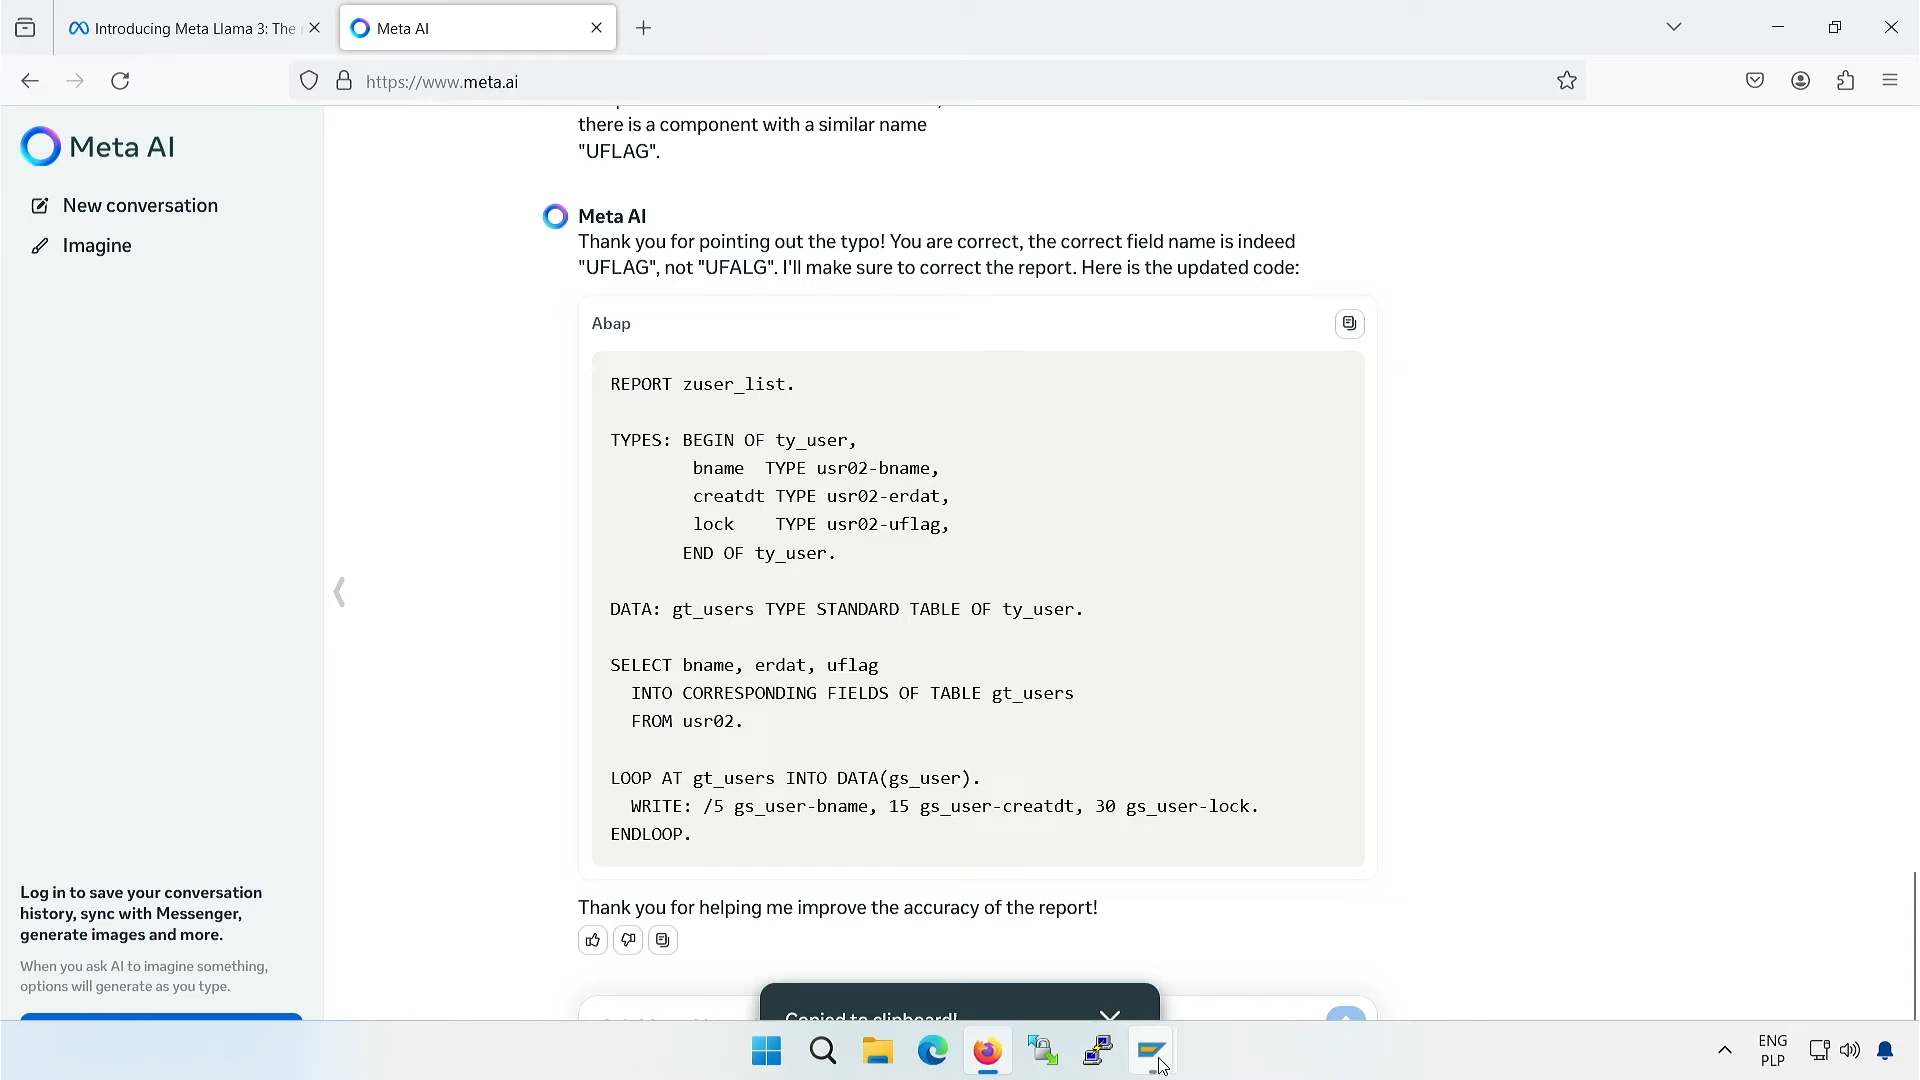 Introducing Meta Llama 3: The
Meta AI
https://www.meta.ai
Meta AI
New conversation
Imagine
there is a component with a similar name
"UFLAG".
Meta AI
Thank you for pointing out the typo! You are correct, the correct field name is indeed
"UFLAG", not "UFALG". I'll make sure to correct the report. Here is the updated code:
Abap
REPORT zuser_list.
TYPES: BEGIN OF ty_user,
bname TYPE usr02-bname,
creatdt TYPE usr02-erdat,
lock TYPE usr02-uflag,
END OF ty_user.
DATA: gt_users TYPE STANDARD TABLE OF ty_user.
SELECT bname, erdat, uflag
INTO CORRESPONDING FIELDS OF TABLE gt_users
FROM usr02.
LOOP AT gt_users INTO DATA(gs_user).
WRITE: /5 gs_user-bname, 15 gs_user-creatdt, 30 gs_user-lock.
ENDLOOP.
Thank you for helping me improve the accuracy of the report!
Log in to save your conversation
history, sync with Messenger,
generate images and more.
When you ask AI to imagine something,
options will generate as you type.
Copied to clipboard!
ENG
PLP